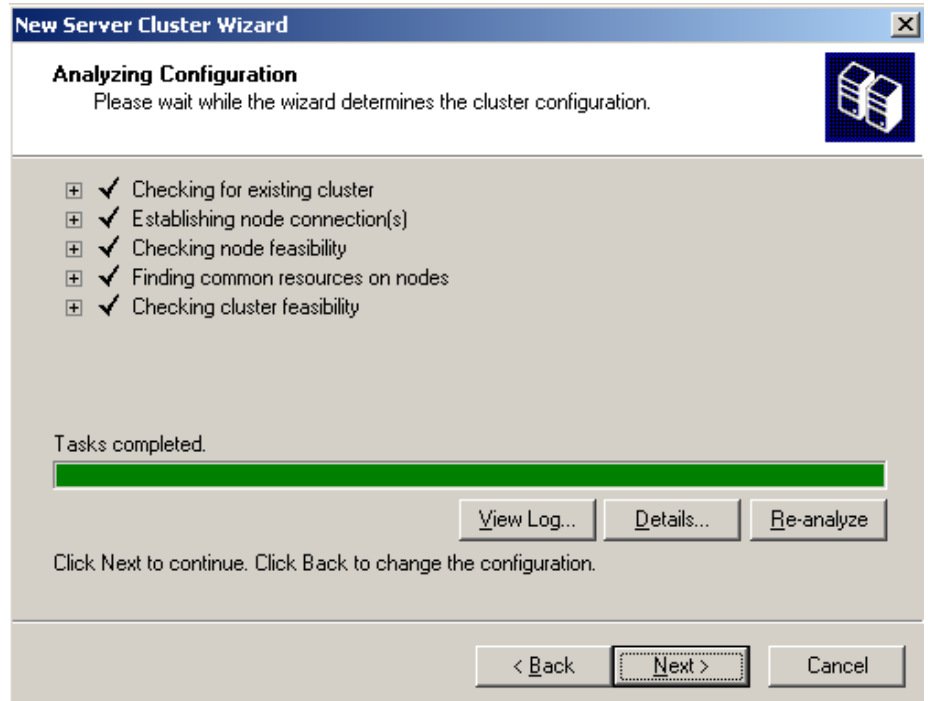 New Server Cluster Wizard
Analyzing Configuration
Please wait while the wizard determines the cluster configuration.
Checking for existing cluster
Establishing node connection(s)
Checking node feasibility
Finding common resources on nodes
Checking cluster feasibility
Tasks completed.
View Log... Details... Re-analyze
Click Next to continue. Click Back to change the configuration.
< Back Next > Cancel